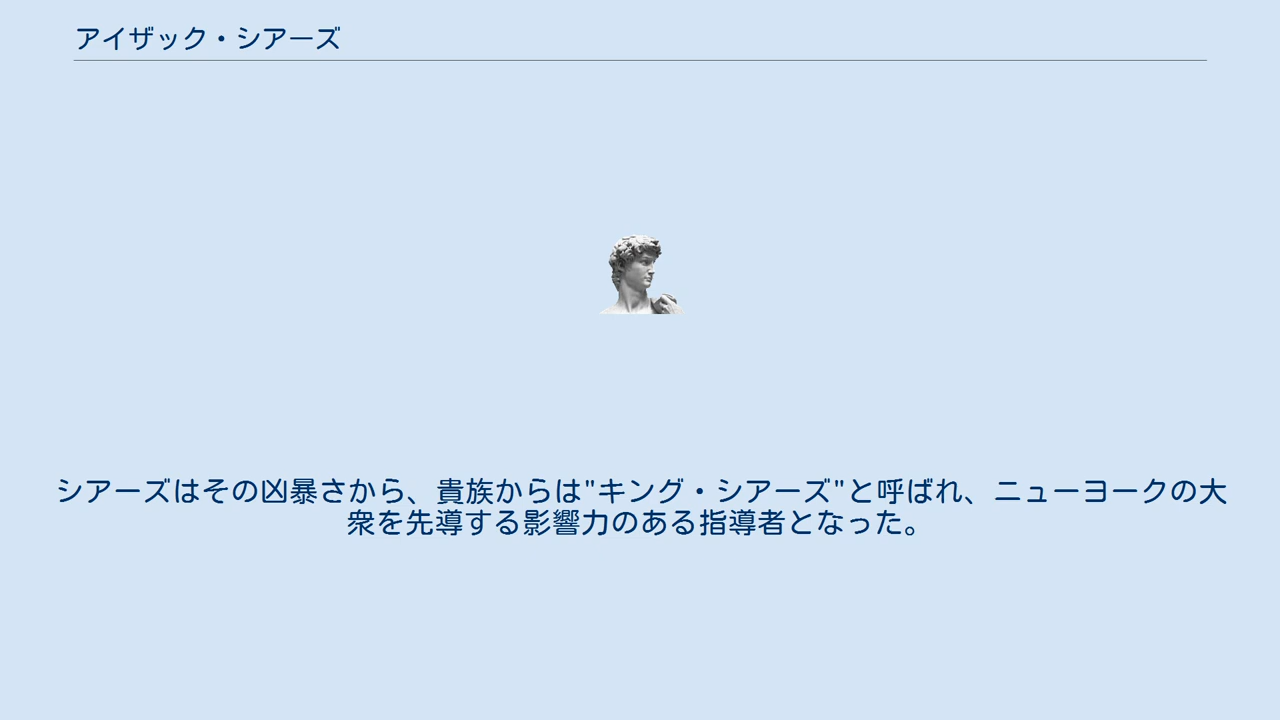 アイザック・シアーズ
シアーズはその凶暴さから、貴族からは"キング・シアーズ"と呼ばれ、ニューヨークの大
衆を先導する影響力のある指導者となった。